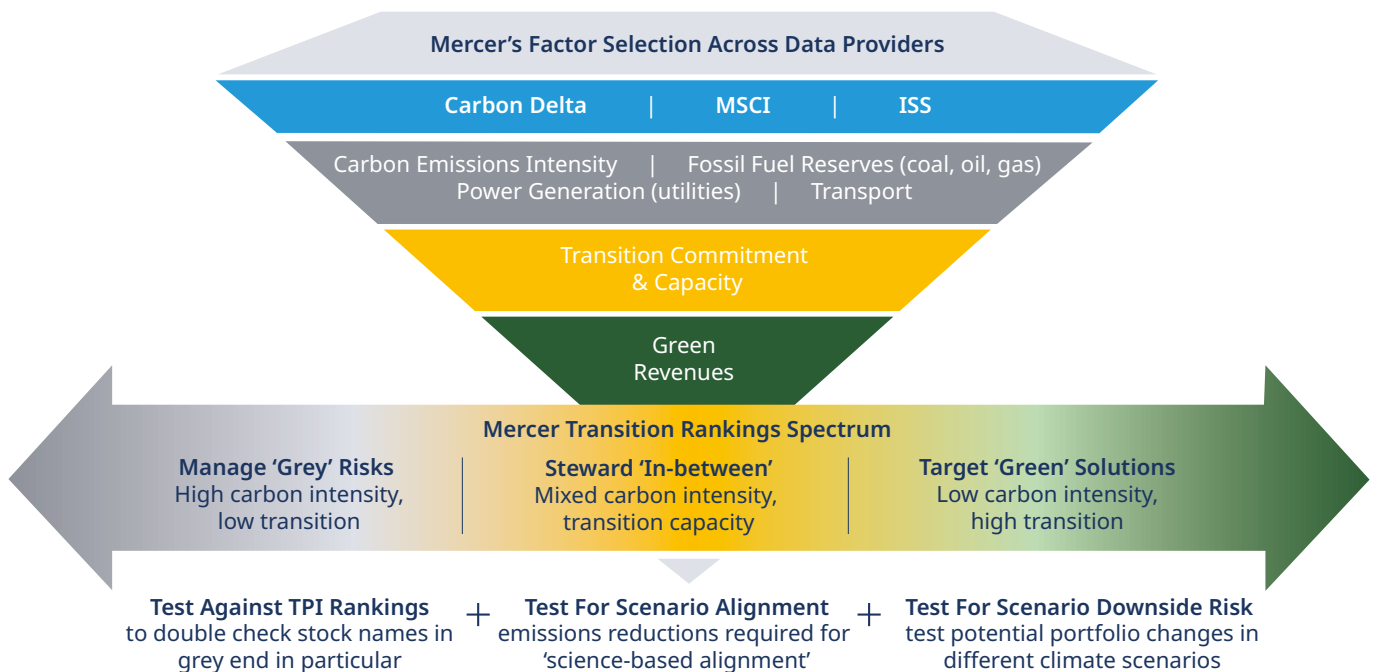 Mercer’s Factor Selection Across Data Providers
Carbon Delta | MSCI | ISS
Carbon Emissions Intensity | Fossil Fuel Reserves (coal, oil, gas)
Power Generation (utilities) | Transport
Transition Commitment
& Capacity
Green
Revenues
Mercer Transition Rankings Spectrum
Manage ‘Grey’ Risks
High carbon intensity,
low transition
Steward ‘In-between’
Mixed carbon intensity,
transition capacity
Target ‘Green’ Solutions
Low carbon intensity,
high transition
Test Against TPI Rankings
to double check stock names in
grey end in particular
+
Test For Scenario Alignment
emissions reductions required for
‘science-based alignment’
+
Test For Scenario Downside Risk
test potential portfolio changes in
different climate scenarios